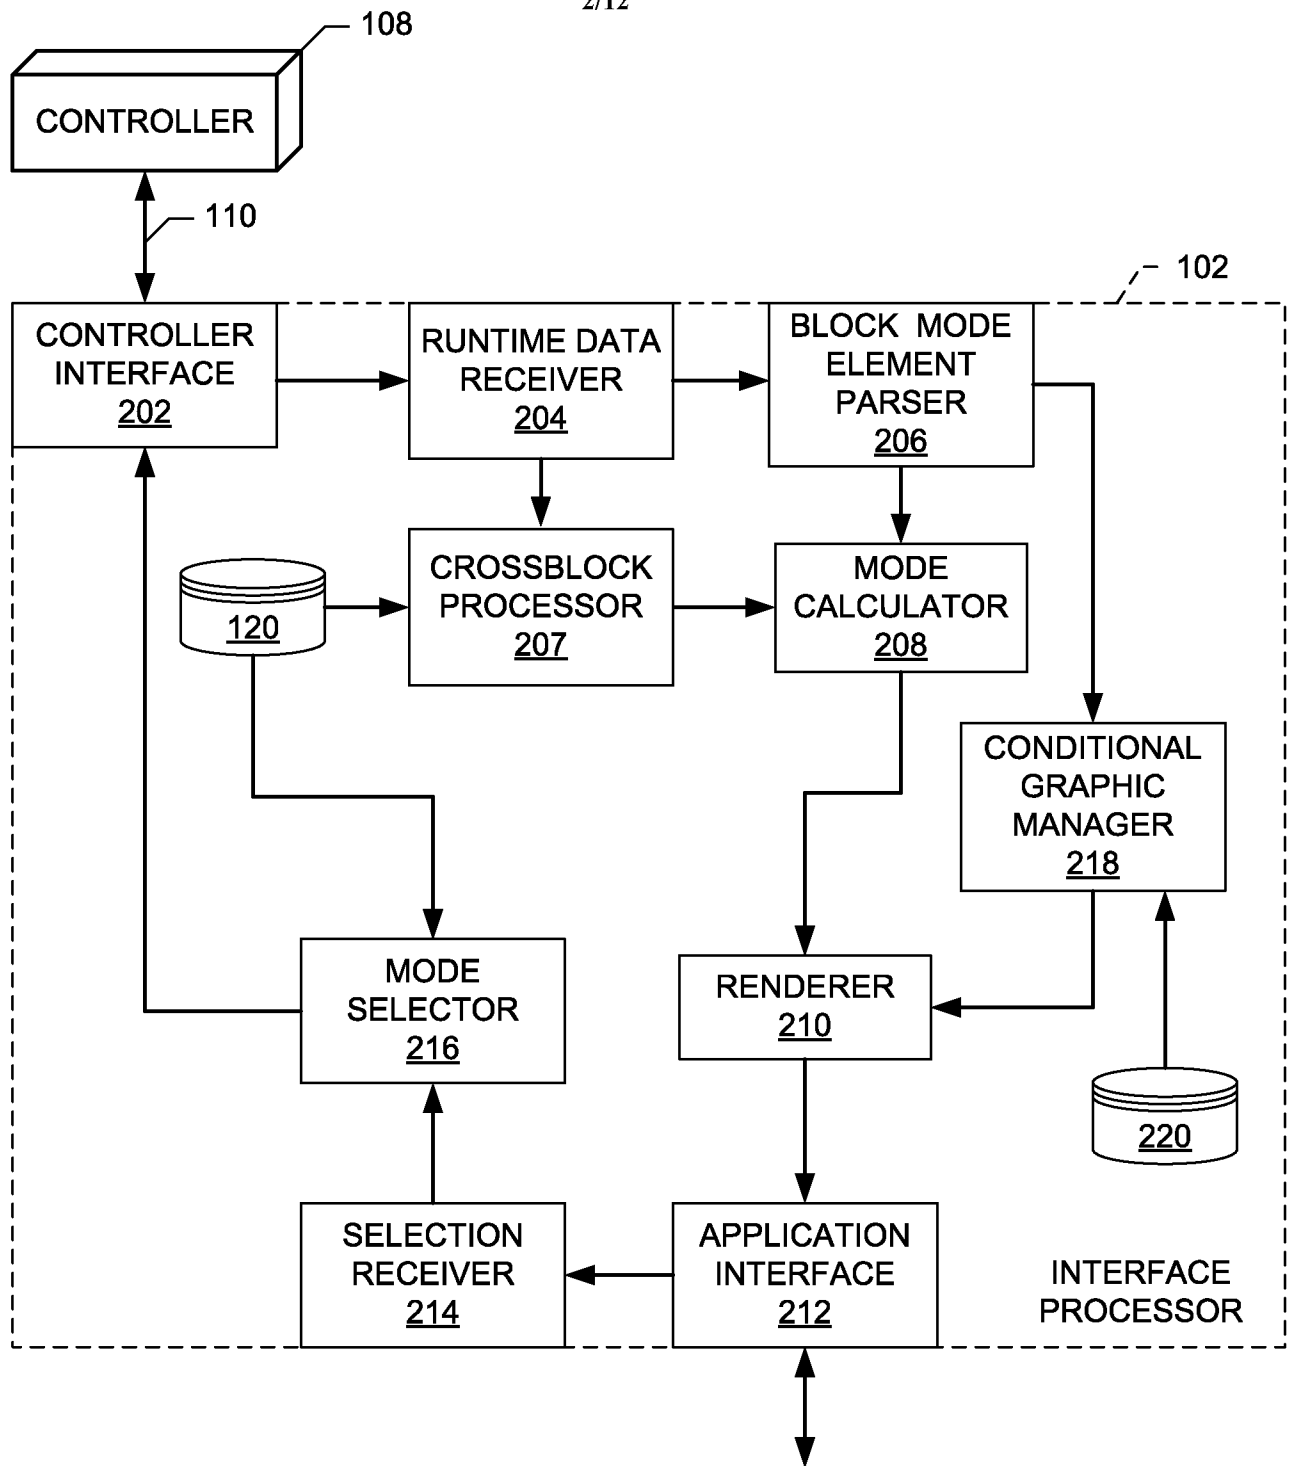 2/12
108
CONTROLLER
110
102
CONTROLLER
INTERFACE
202
RUNTIME DATA
RECEIVER
204
BLOCK MODE
ELEMENT
PARSER
206
120
CROSSBLOCK
PROCESSOR
207
MODE
CALCULATOR
208
CONDITIONAL
GRAPHIC
MANAGER
218
MODE
SELECTOR
216
RENDERER
210
220
SELECTION
RECEIVER
214
APPLICATION
INTERFACE
212
INTERFACE
PROCESSOR